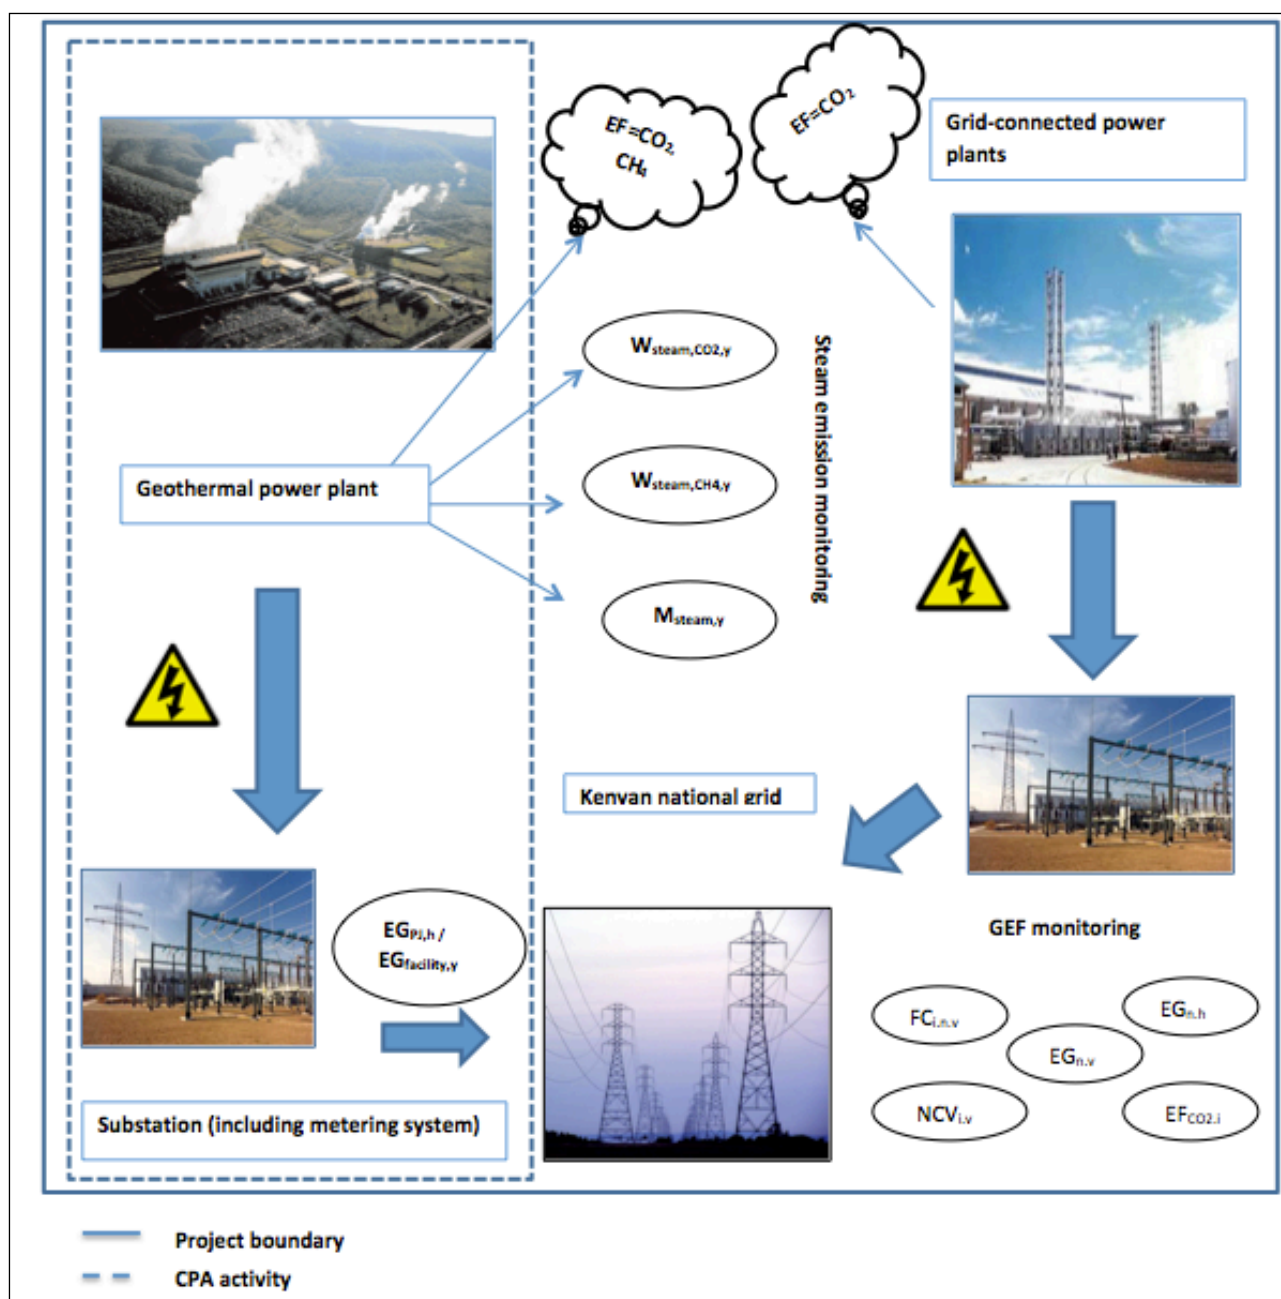 EF=CO₂,
CH₄
EF=CO₂
Grid-connected power
plants
Wsteam,CO2,y
Steam emission monitoring
Geothermal power plant
Wsteam,CH4,y
Msteam,y
Kenvan national grid
EGPJ,h /
EGfacility,y
GEF monitoring
FCi.n.v
EGn.h
EGn.v
NCVi.v
EFCO2.i
Substation (including metering system)
Project boundary
CPA activity